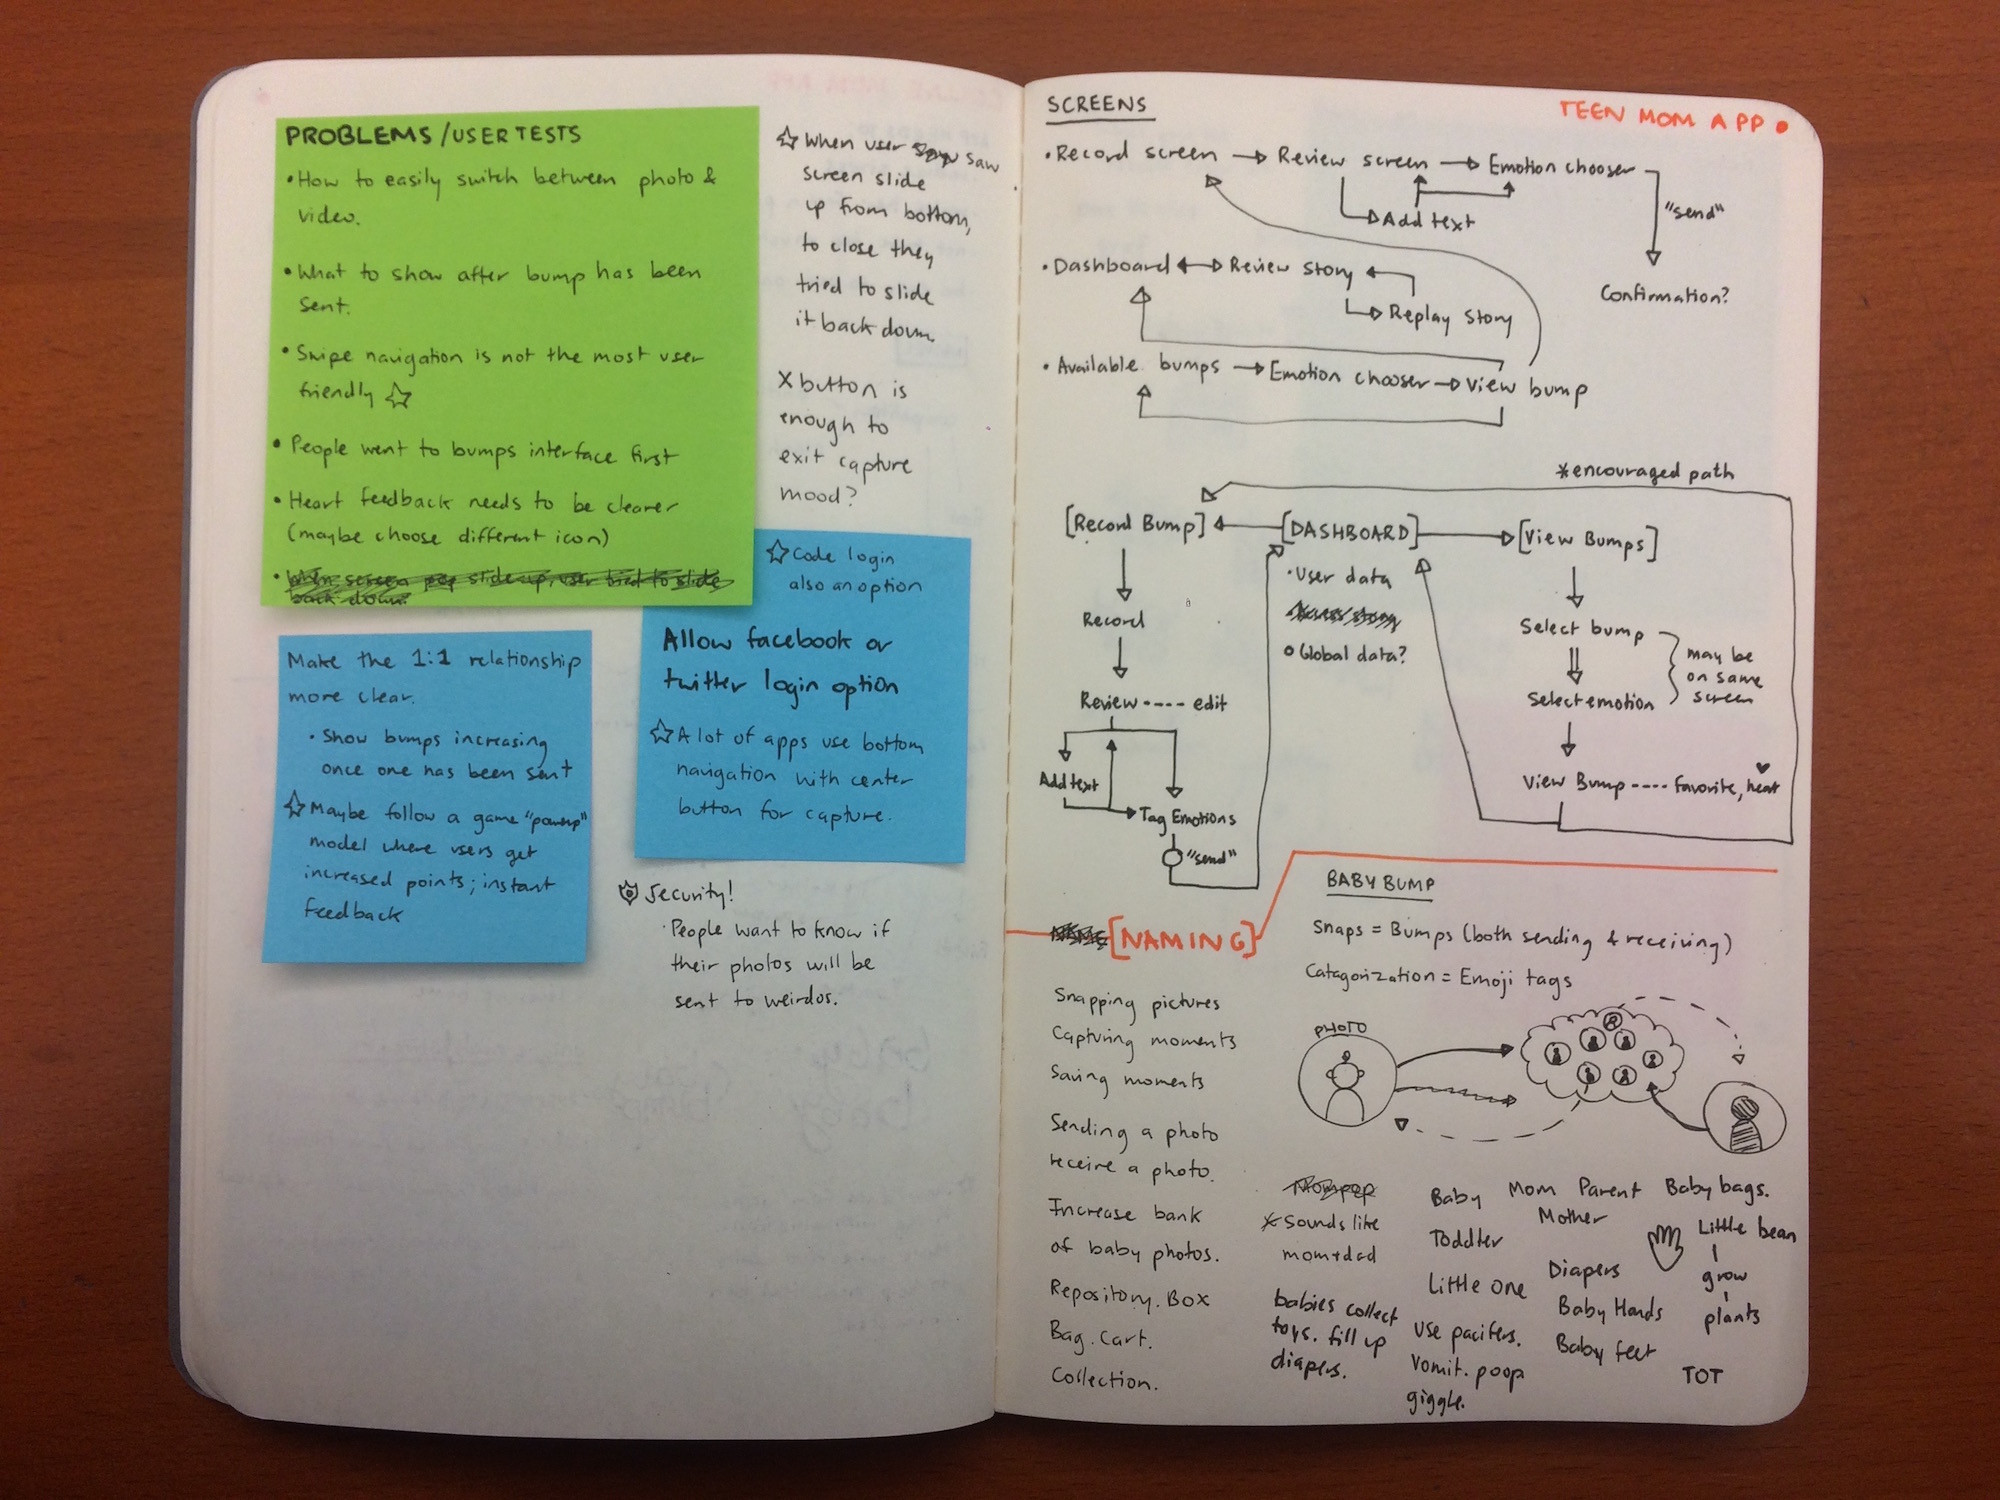 PROBLEMS / USER TESTS
• How to easily switch between photo &
video.
• What to show after bump has been
sent.
• Swipe navigation is not the most user
friendly ☆
• People went to bumps interface first
• Heart feedback needs to be clearer
(maybe choose different icon)
• When screen pop slide up, user tried to slide
back down.
☆ When user saw
screen slide
up from bottom,
to close they
tried to slide
it back down.
X button is
enough to
exit capture
mood?
☆ Code login
also an option
Allow facebook or
twitter login option
☆ A lot of apps use bottom
navigation with center
button for capture.
Make the 1:1 relationship
more clear.
• Show bumps increasing
once one has been sent
☆ Maybe follow a game "powerup"
model where users get
increased points; instant
feedback
Security!
· People want to know if
their photos will be
sent to weirdos.
TEEN MOM APP •
SCREENS
• Record screen → Review screen → Emotion chooser
Add text
"send"
Confirmation?
• Dashboard ↔ Review story
Replay Story
• Available bumps → Emotion chooser → View bump
*encouraged path
[Record Bump] ← [DASHBOARD] → [View Bumps]
• User data
• Global data?
Record
Review ---- edit
Add text
Tag Emotions
"send"
Select bump
Select emotion
may be
on same
screen
View Bump ---- favorite, heart
[NAMING]
Snapping pictures
Capturing moments
Saving moments
Sending a photo
receive a photo.
Increase bank
of baby photos.
Repository. Box
Bag. Cart.
Collection.
BABY BUMP
Snaps = Bumps (both sending & receiving)
Catagorization = Emoji tags
PHOTO
Mompop
* Sounds like
mom+dad
babies collect
toys. fill up
diapers.
Baby
Toddter
Little One
Use pacifers.
Vomit. poop
giggle.
Mom Parent
Mother
Diapers
Baby Hands
Baby feet
Baby bags.
Little bean
grow
plants
TOT